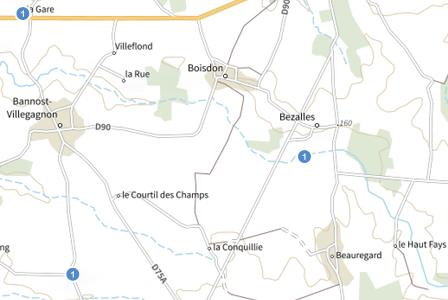 la Gare
1
D90
Villeflond
la Rue
Boisdon
Bannost-
Villegagnon
D90
Bezalles
160
1
le Courtil des Champs
la Conquillie
D75A
1
Beauregard
le Haut Fays
ng